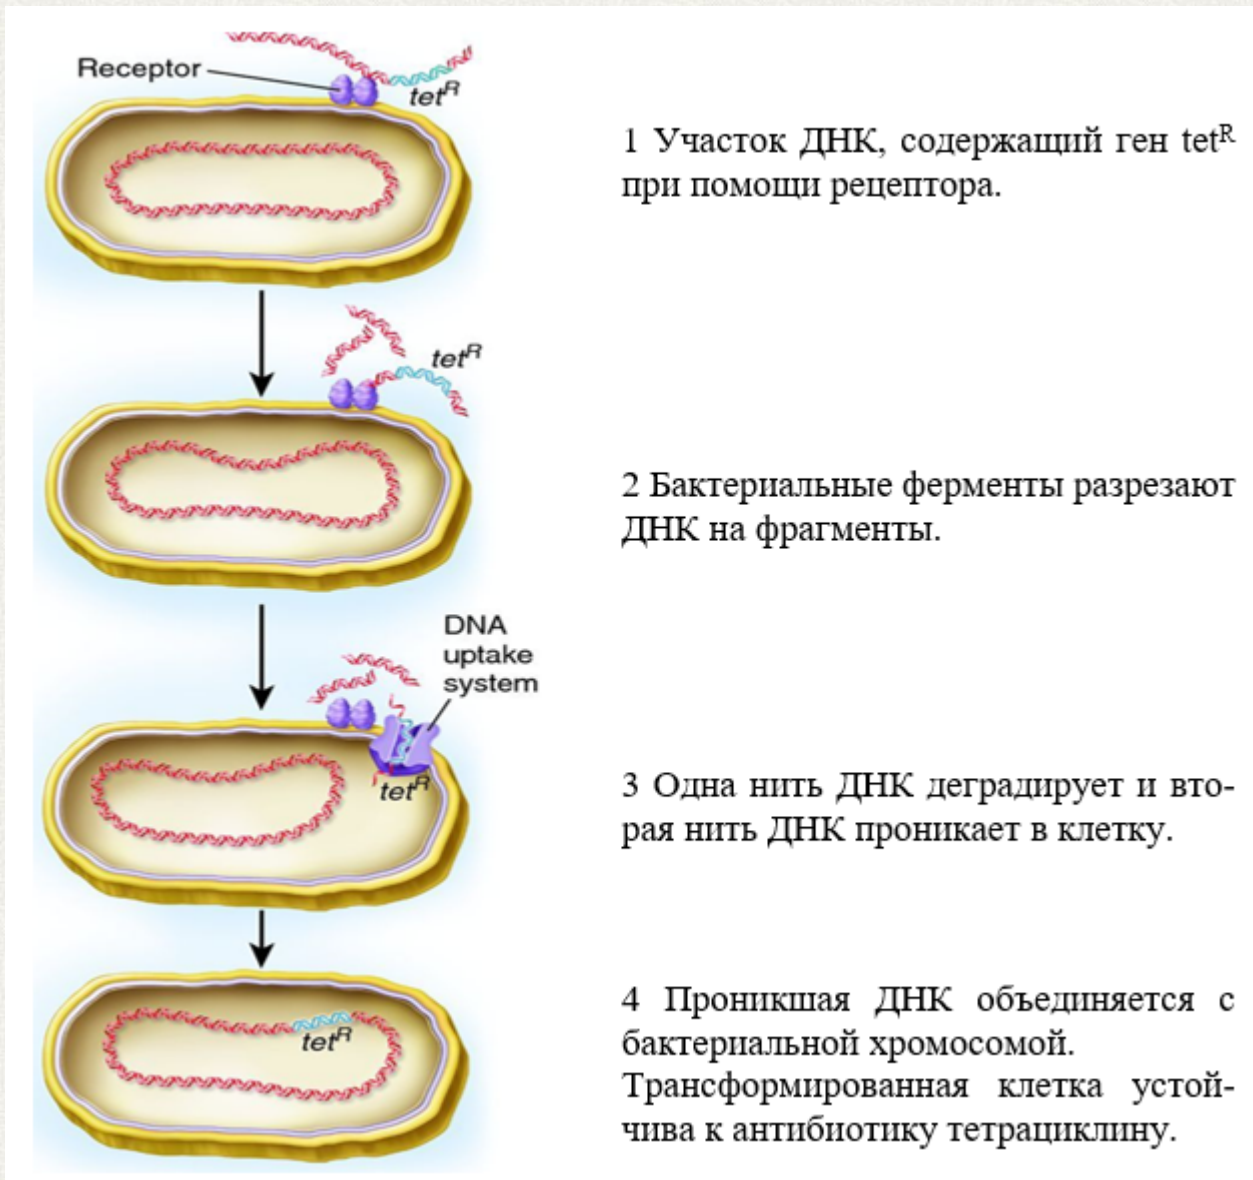 Receptor
tetR
1 Участок ДНК, содержащий ген tetR
при помощи рецептора.
tetR
2 Бактериальные ферменты разрезают
ДНК на фрагменты.
DNA
uptake
system
tetR
3 Одна нить ДНК деградирует и вто-
рая нить ДНК проникает в клетку.
tetR
4 Проникшая ДНК объединяется с
бактериальной хромосомой.
Трансформированная клетка устой-
чива к антибиотику тетрациклину.